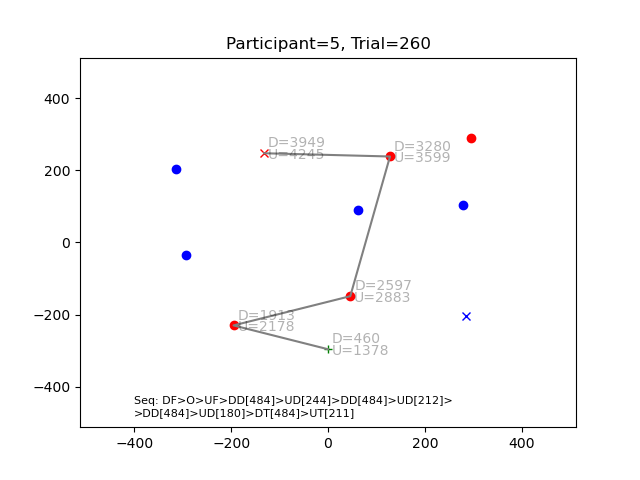 Participant=5, Trial=260
400
200
0
−200
−400
D=3949
U=4245
D=3280
U=3599
D=2597
U=2883
D=1913
U=2178
D=460
U=1378
Seq: DF>O>UF>DD[484]>UD[244]>DD[484]>UD[212]>
>DD[484]>UD[180]>DT[484]>UT[211]
−400 −200 0 200 400